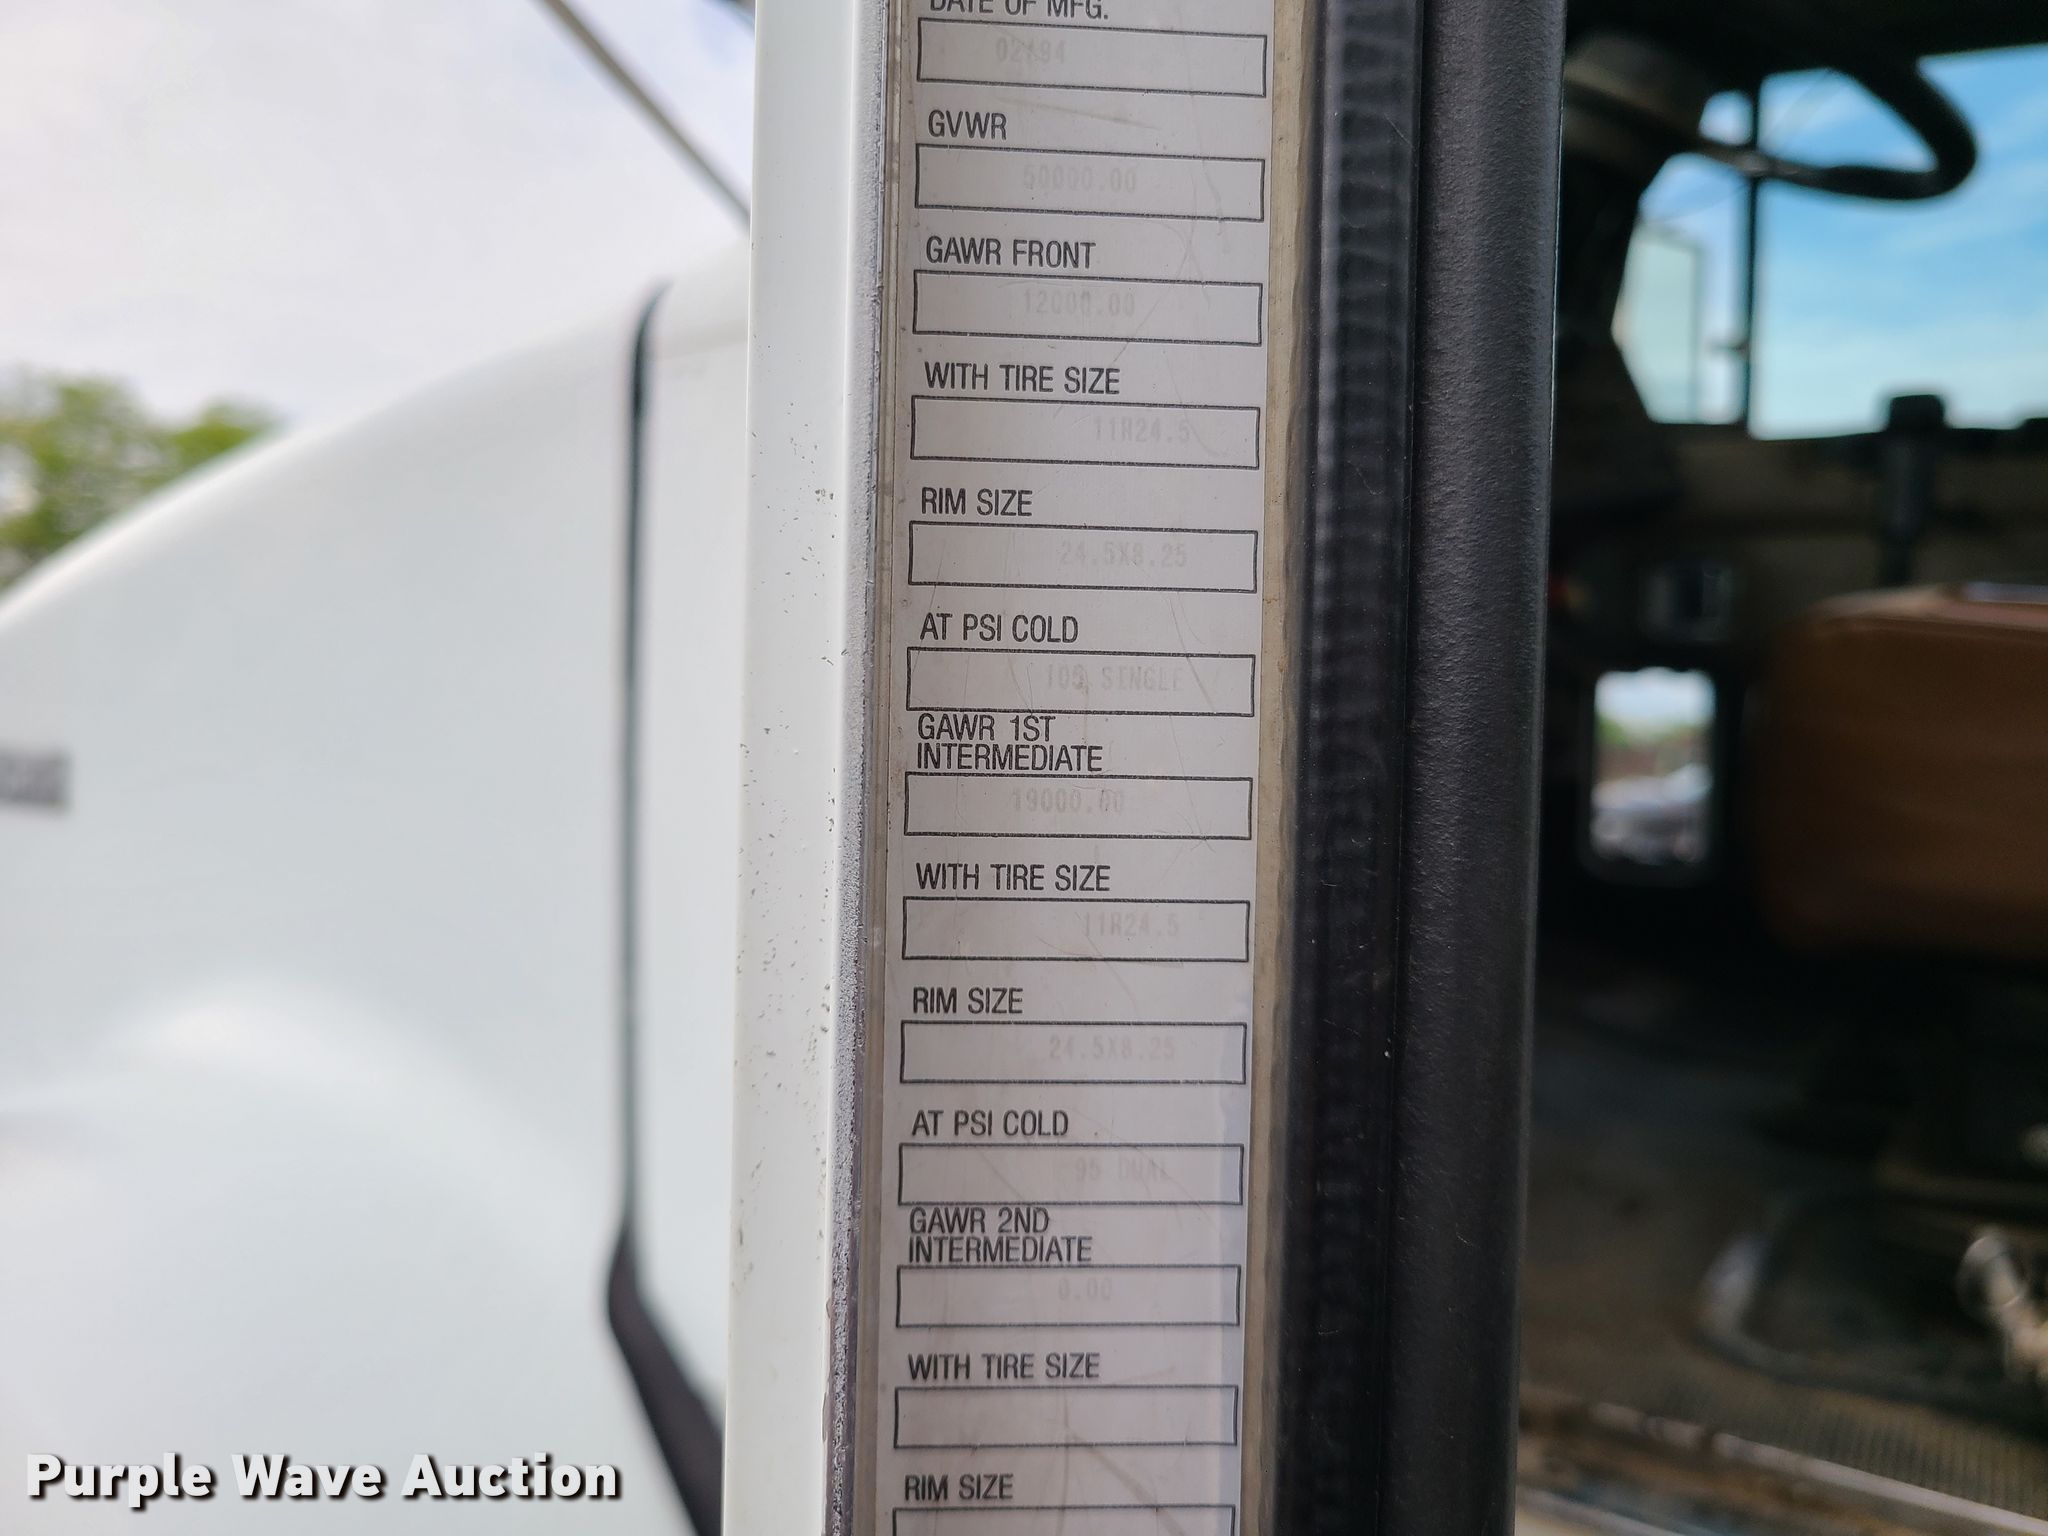 DATE OF MFG.
GVWR
50000.00
GAWR FRONT
12000.00
WITH TIRE SIZE
11R24.5
RIM SIZE
24.5X8.25
AT PSI COLD
105 SINGLE
GAWR 1ST
INTERMEDIATE
19000.00
WITH TIRE SIZE
11R24.5
RIM SIZE
24.5X8.25
AT PSI COLD
95 DUAL
GAWR 2ND
INTERMEDIATE
0.00
WITH TIRE SIZE
RIM SIZE
Purple Wave Auction